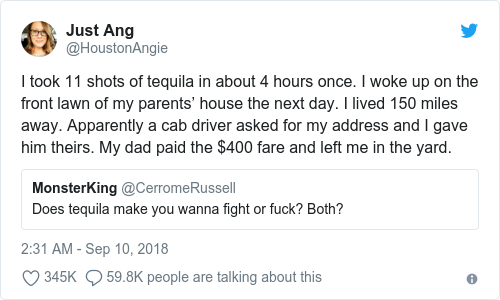 Just Ang
@HoustonAngie
I took 11 shots of tequila in about 4 hours once. I woke up on the
front lawn of my parents’ house the next day. I lived 150 miles
away. Apparently a cab driver asked for my address and I gave
him theirs. My dad paid the $400 fare and left me in the yard.
MonsterKing @CerromeRussell
Does tequila make you wanna fight or fuck? Both?
2:31 AM - Sep 10, 2018
345K 59.8K people are talking about this